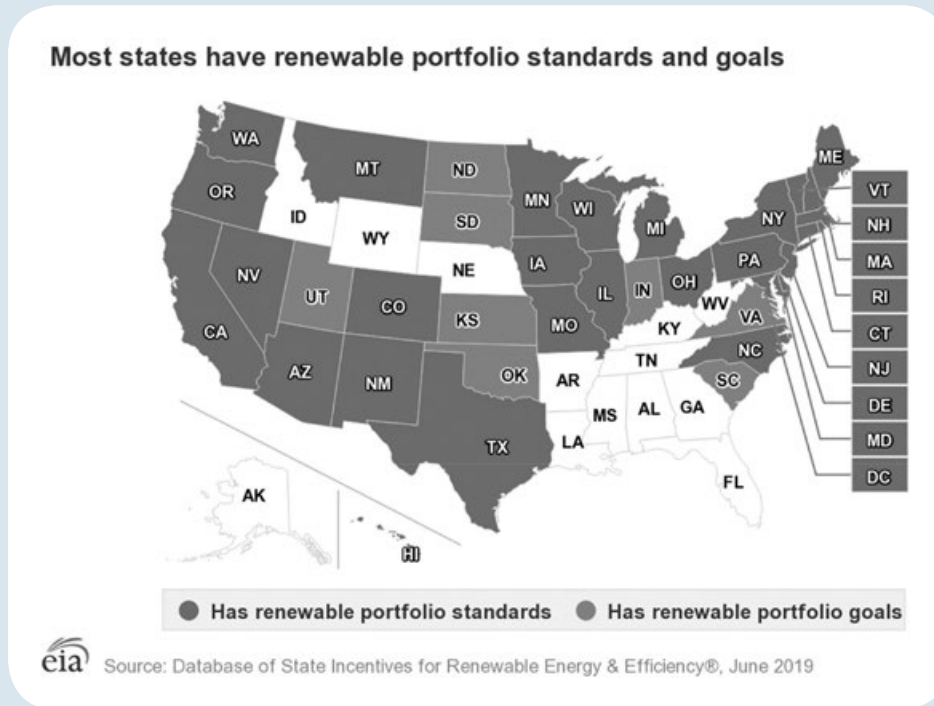 Most states have renewable portfolio standards and goals
WA
MT
ND
MN
ME
VT
OR
ID
SD
WI
MI
NY
NH
WY
MA
NE
IA
PA
RI
NV
UT
CO
KS
IL
IN
OH
WV
VA
CT
CA
MO
KY
NC
NJ
AZ
NM
OK
AR
TN
SC
DE
TX
MS
AL
GA
MD
LA
DC
AK
FL
HI
Has renewable portfolio standards
Has renewable portfolio goals
eia
Source: Database of State Incentives for Renewable Energy & Efficiency®, June 2019